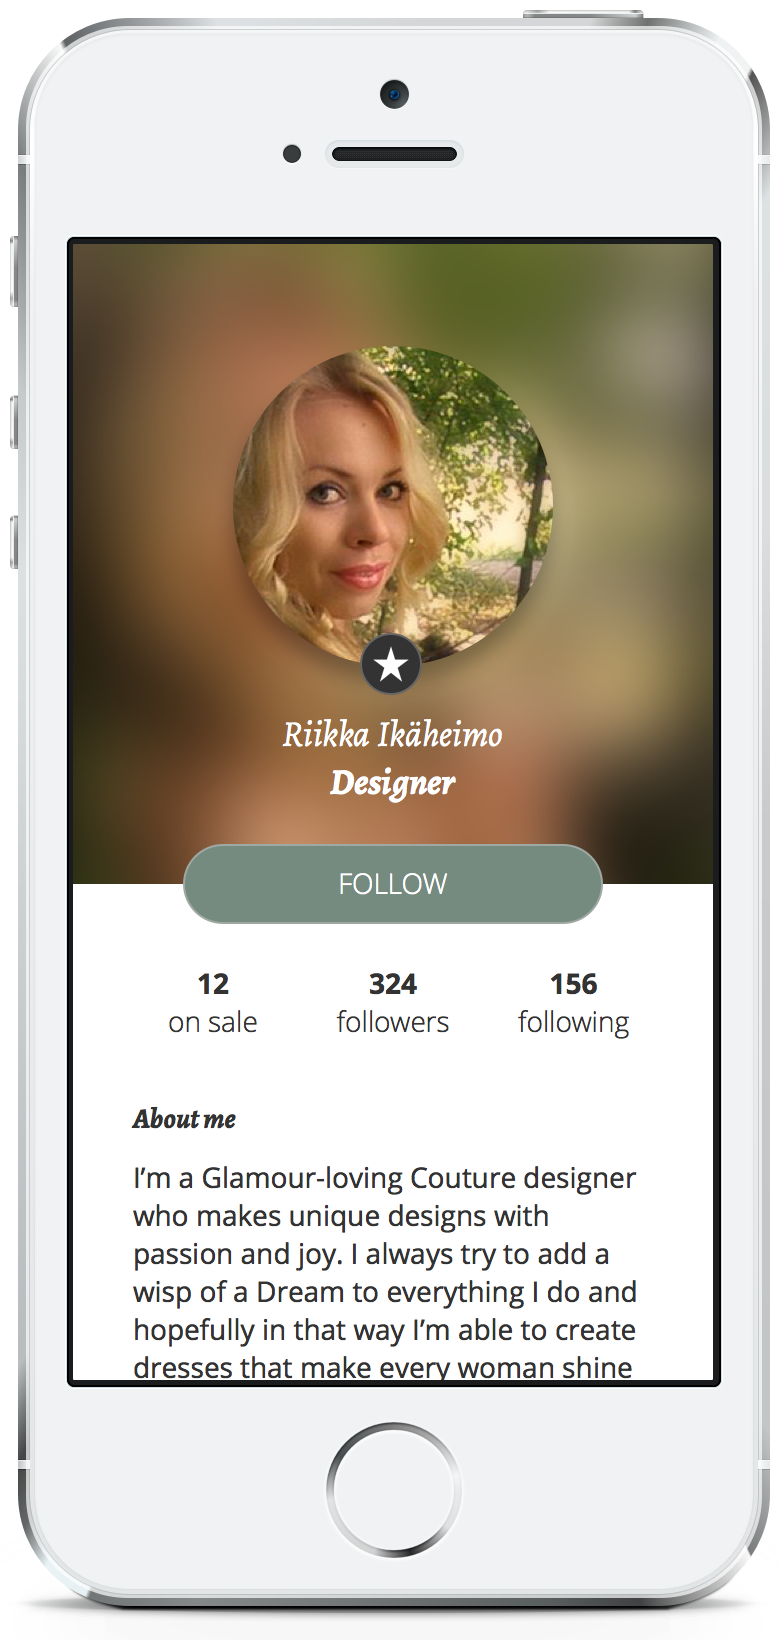 Riikka Ikäheimo
Designer
FOLLOW
12 324 156
on sale followers following
About me
I’m a Glamour-loving Couture designer
who makes unique designs with
passion and joy. I always try to add a
wisp of a Dream to everything I do and
hopefully in that way I’m able to create
dresses that make every woman shine